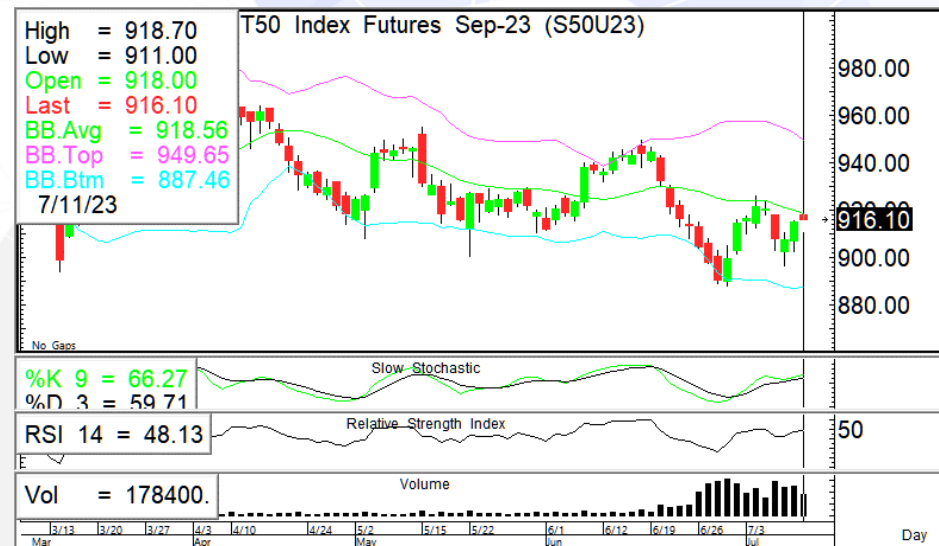 T50 Index Futures Sep-23 (S50U23)
High = 918.70
Low = 911.00
Open = 918.00
Last = 916.10
BB.Avg = 918.56
BB.Top = 949.65
BB.Btm = 887.46
7/11/23
980.00
960.00
940.00
920.00
916.10
900.00
880.00
No Gaps
Slow Stochastic
%K 9 = 66.27
%D 3 = 59.71
Relative Strength Index
RSI 14 = 48.13
50
Volume
Vol = 178400.
3/13 3/20 3/27 4/3 4/10 4/24 5/2 5/15 5/22 6/1 6/12 6/19 6/26 7/3
Mar Apr May Jun Jul
Day